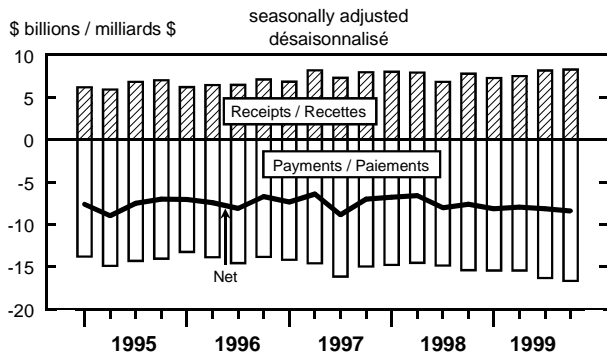 $ billions / milliards $
seasonally adjusted
désaisonnalisé
10
5
0
-5
-10
-15
-20
Receipts / Recettes
Payments / Paiements
Net
1995 1996 1997 1998 1999